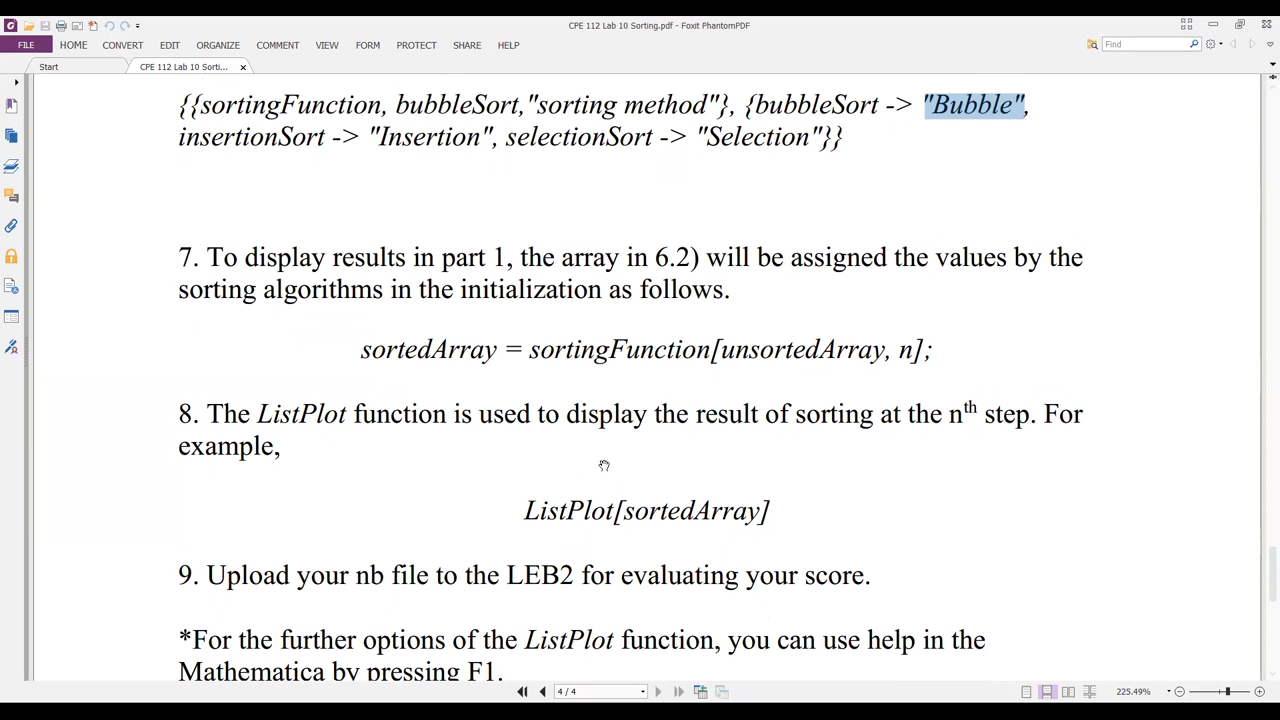 CPE 112 Lab 10 Sorting.pdf - Foxit PhantomPDF
FILE HOME CONVERT EDIT ORGANIZE COMMENT VIEW FORM PROTECT SHARE HELP
Find
Start
CPE 112 Lab 10 Sorti...
{{sortingFunction, bubbleSort,"sorting method"}, {bubbleSort -> "Bubble",
insertionSort -> "Insertion", selectionSort -> "Selection"}}
7. To display results in part 1, the array in 6.2) will be assigned the values by the
sorting algorithms in the initialization as follows.
sortedArray = sortingFunction[unsortedArray, n];
8. The ListPlot function is used to display the result of sorting at the nth step. For
example,
ListPlot[sortedArray]
9. Upload your nb file to the LEB2 for evaluating your score.
*For the further options of the ListPlot function, you can use help in the
Mathematica by pressing F1.
4 / 4
225.49%